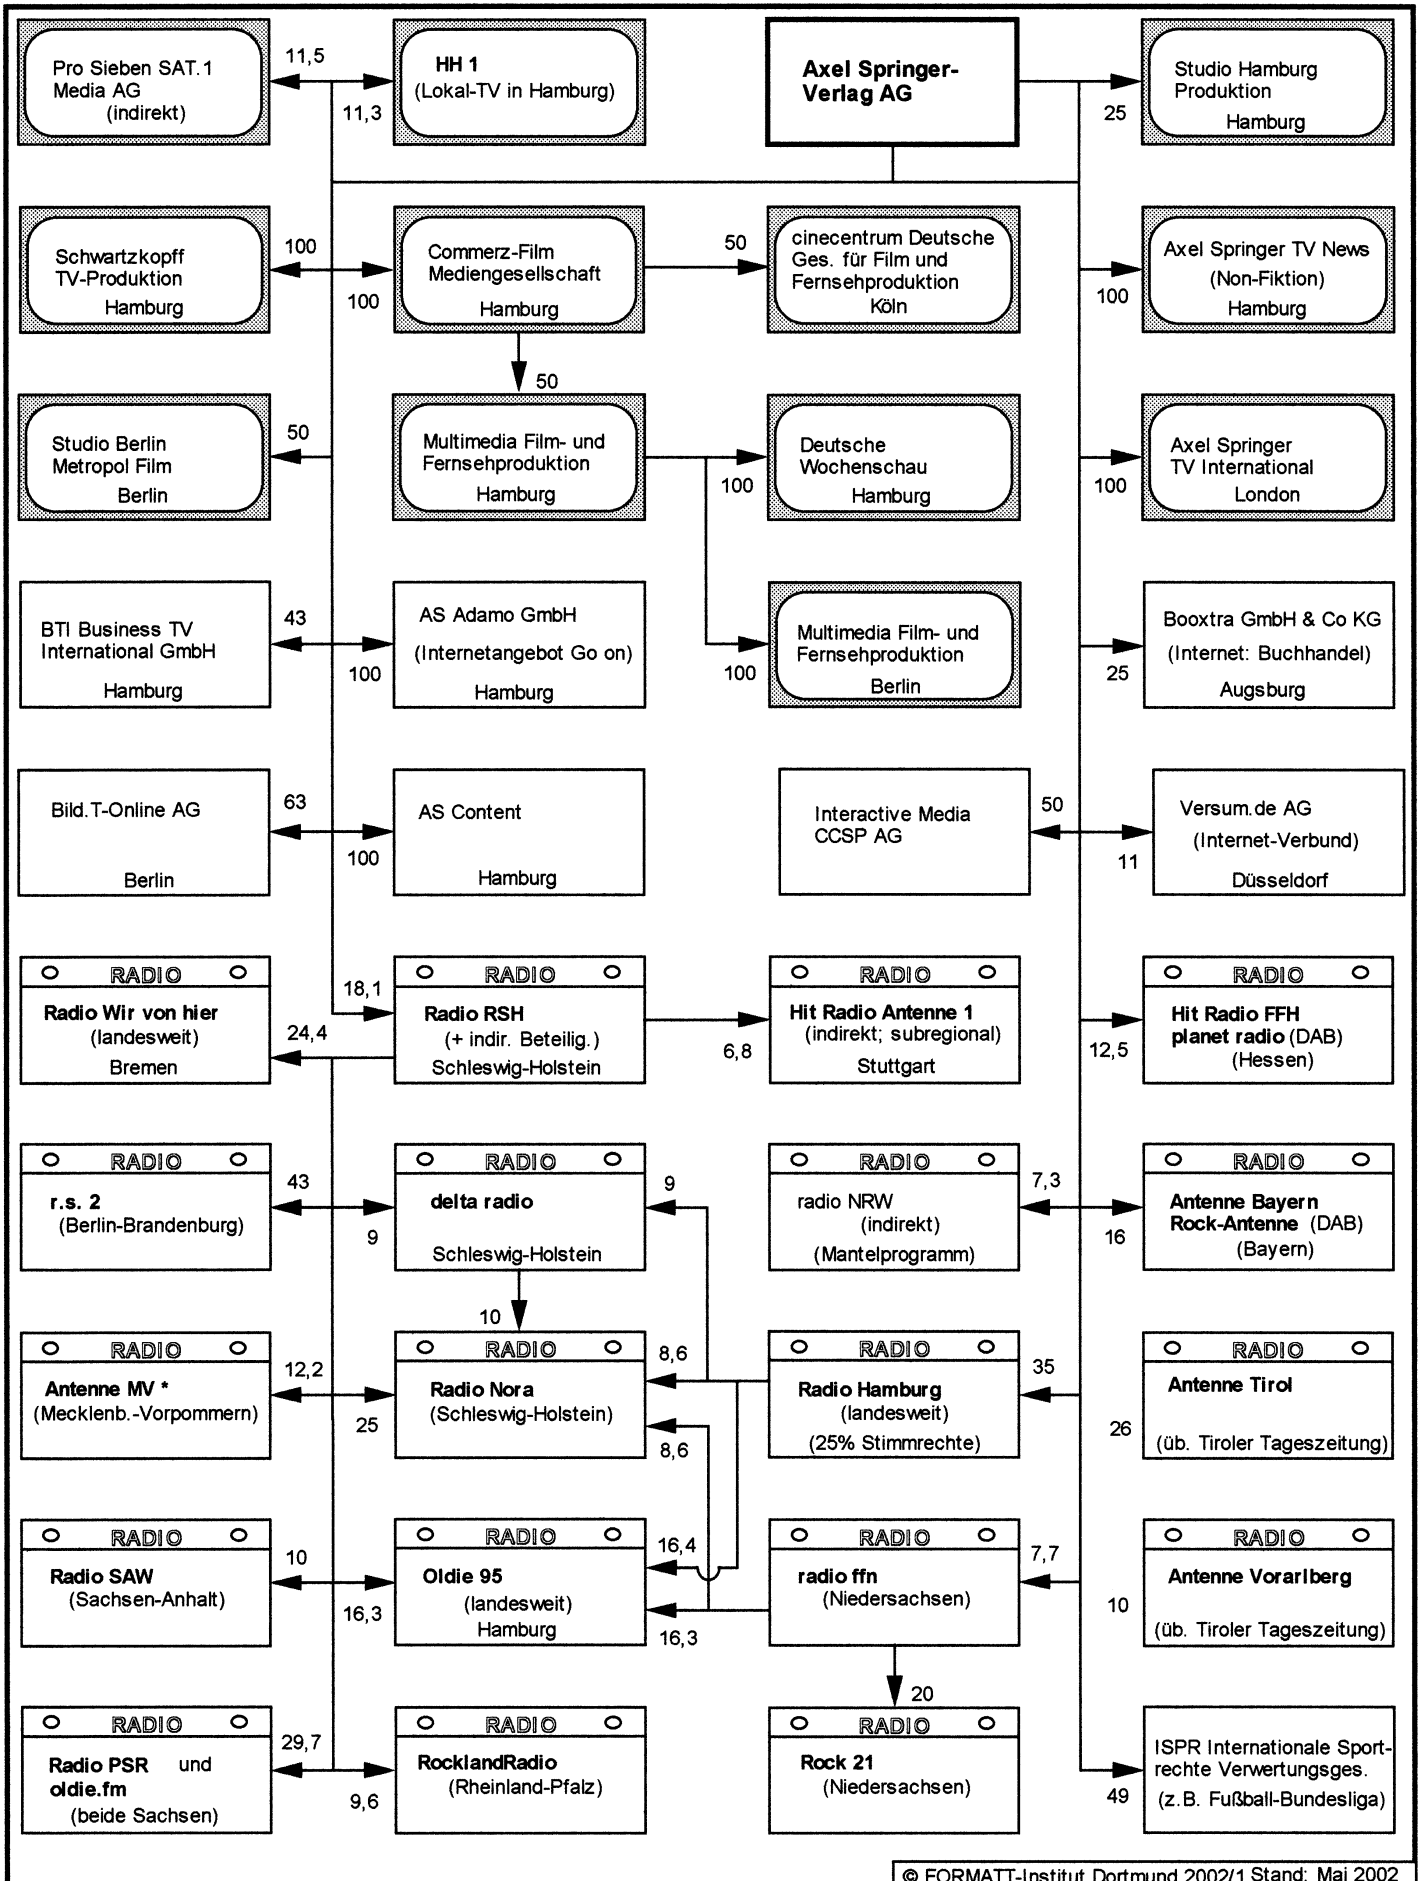 Pro Sieben SAT.1
Media AG
(indirekt)
11,5
11,3
HH 1
(Lokal-TV in Hamburg)
Axel Springer-
Verlag AG
25
Studio Hamburg
Produktion
Hamburg
Schwartzkopff
TV-Produktion
Hamburg
100
100
Commerz-Film
Mediengesellschaft
Hamburg
50
cinecentrum Deutsche
Ges. für Film und
Fernsehproduktion
Köln
100
Axel Springer TV News
(Non-Fiktion)
Hamburg
50
Studio Berlin
Metropol Film
Berlin
50
Multimedia Film- und
Fernsehproduktion
Hamburg
100
Deutsche
Wochenschau
Hamburg
100
Axel Springer
TV International
London
BTI Business TV
International GmbH
Hamburg
43
100
AS Adamo GmbH
(Internetangebot Go on)
Hamburg
100
Multimedia Film- und
Fernsehproduktion
Berlin
25
Booxtra GmbH & Co KG
(Internet: Buchhandel)
Augsburg
Bild.T-Online AG
Berlin
63
100
AS Content
Hamburg
Interactive Media
CCSP AG
50
11
Versum.de AG
(Internet-Verbund)
Düsseldorf
RADIO
Radio Wir von hier
(landesweit)
Bremen
18,1
24,4
RADIO
Radio RSH
(+ indir. Beteilig.)
Schleswig-Holstein
6,8
RADIO
Hit Radio Antenne 1
(indirekt; subregional)
Stuttgart
12,5
RADIO
Hit Radio FFH
planet radio (DAB)
(Hessen)
RADIO
r.s. 2
(Berlin-Brandenburg)
43
9
RADIO
delta radio
Schleswig-Holstein
9
RADIO
radio NRW
(indirekt)
(Mantelprogramm)
7,3
16
RADIO
Antenne Bayern
Rock-Antenne (DAB)
(Bayern)
10
RADIO
Antenne MV *
(Mecklenb.-Vorpommern)
12,2
25
RADIO
Radio Nora
(Schleswig-Holstein)
8,6
8,6
RADIO
Radio Hamburg
(landesweit)
(25% Stimmrechte)
35
26
RADIO
Antenne Tirol
(üb. Tiroler Tageszeitung)
RADIO
Radio SAW
(Sachsen-Anhalt)
10
16,3
RADIO
Oldie 95
(landesweit)
Hamburg
16,4
16,3
RADIO
radio ffn
(Niedersachsen)
7,7
10
RADIO
Antenne Vorarlberg
(üb. Tiroler Tageszeitung)
20
RADIO
Radio PSR und
oldie.fm
(beide Sachsen)
29,7
9,6
RADIO
RocklandRadio
(Rheinland-Pfalz)
RADIO
Rock 21
(Niedersachsen)
49
ISPR Internationale Sport-
rechte Verwertungsges.
(z.B. Fußball-Bundesliga)
© FORMATT-Institut Dortmund 2002/1 Stand: Mai 2002